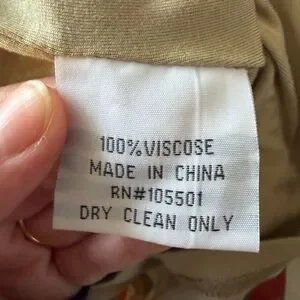 100%VISCOSE
MADE IN CHINA
RN#105501
DRY CLEAN ONLY